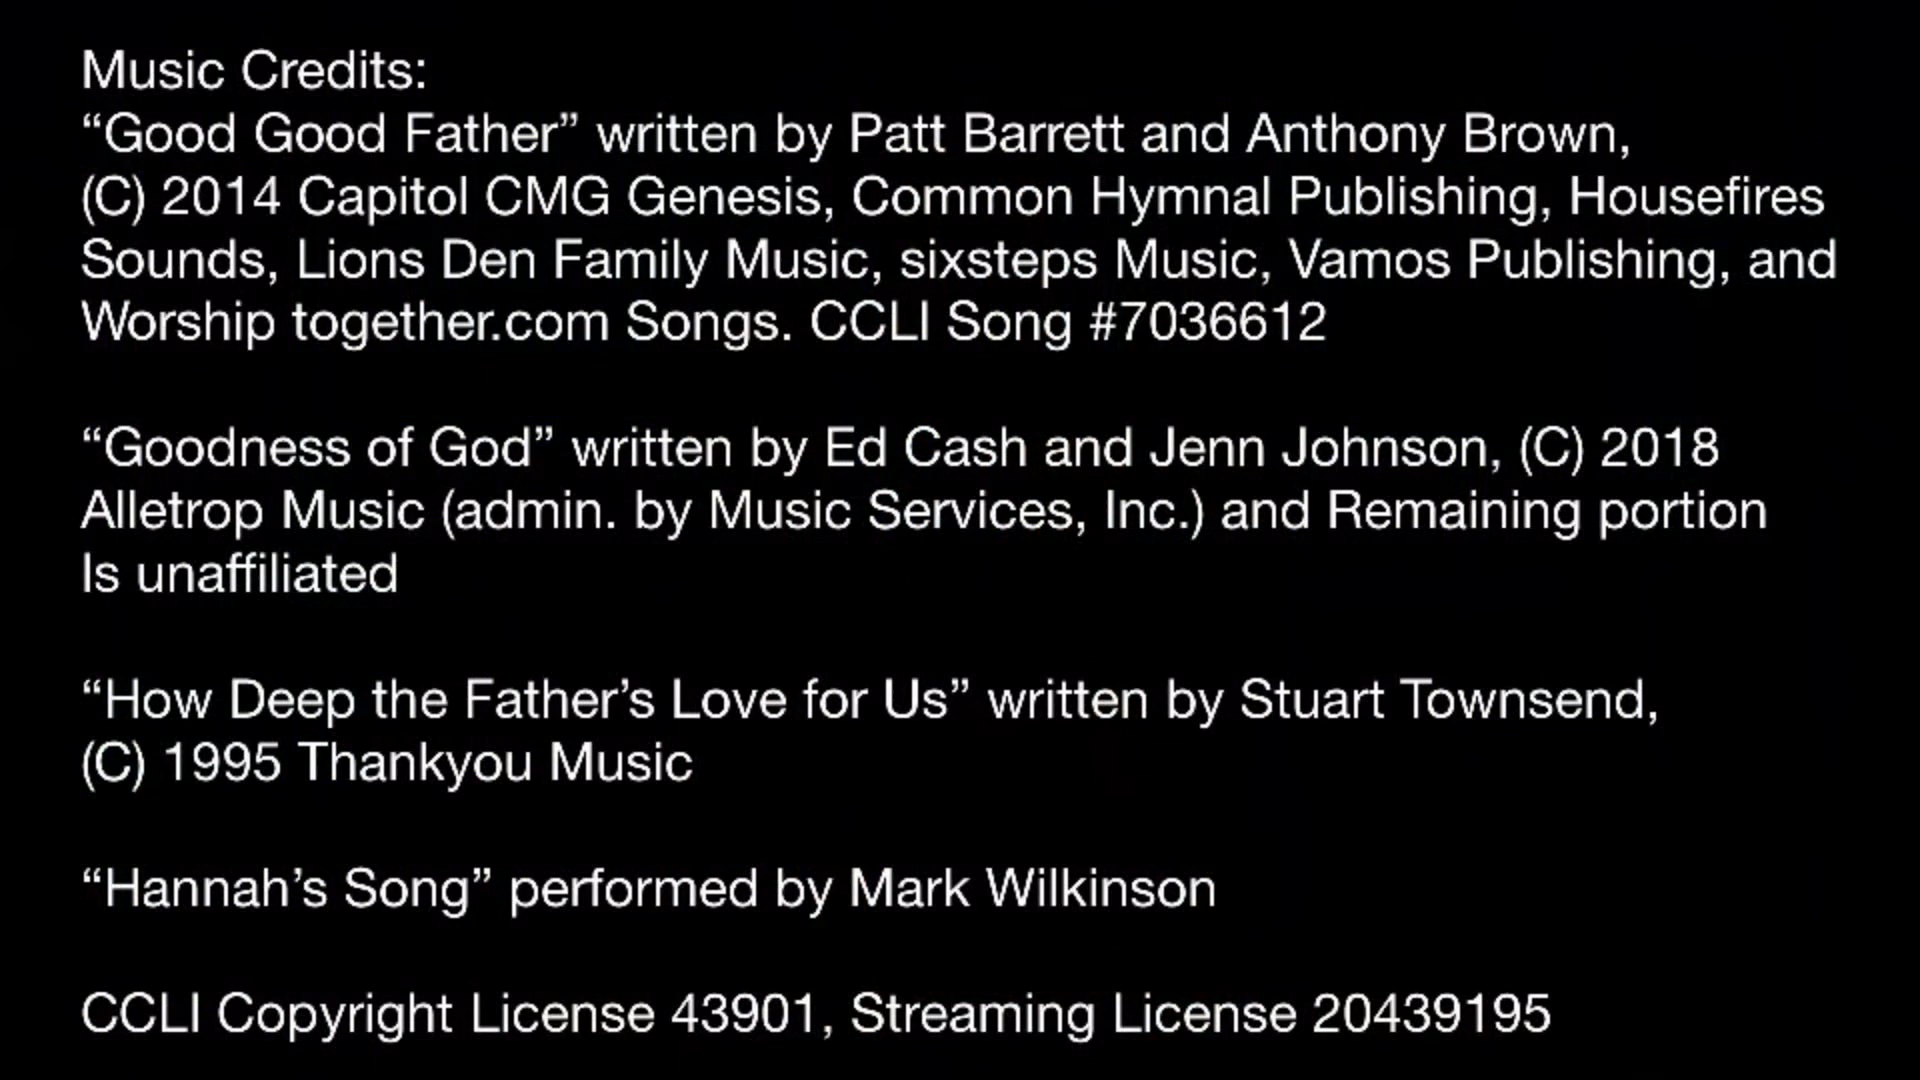 Music Credits:
“Good Good Father” written by Patt Barrett and Anthony Brown,
(C) 2014 Capitol CMG Genesis, Common Hymnal Publishing, Housefires
Sounds, Lions Den Family Music, sixsteps Music, Vamos Publishing, and
Worship together.com Songs. CCLI Song #7036612
“Goodness of God” written by Ed Cash and Jenn Johnson, (C) 2018
Alletrop Music (admin. by Music Services, Inc.) and Remaining portion
Is unaffiliated
“How Deep the Father’s Love for Us” written by Stuart Townsend,
(C) 1995 Thankyou Music
“Hannah’s Song” performed by Mark Wilkinson
CCLI Copyright License 43901, Streaming License 20439195